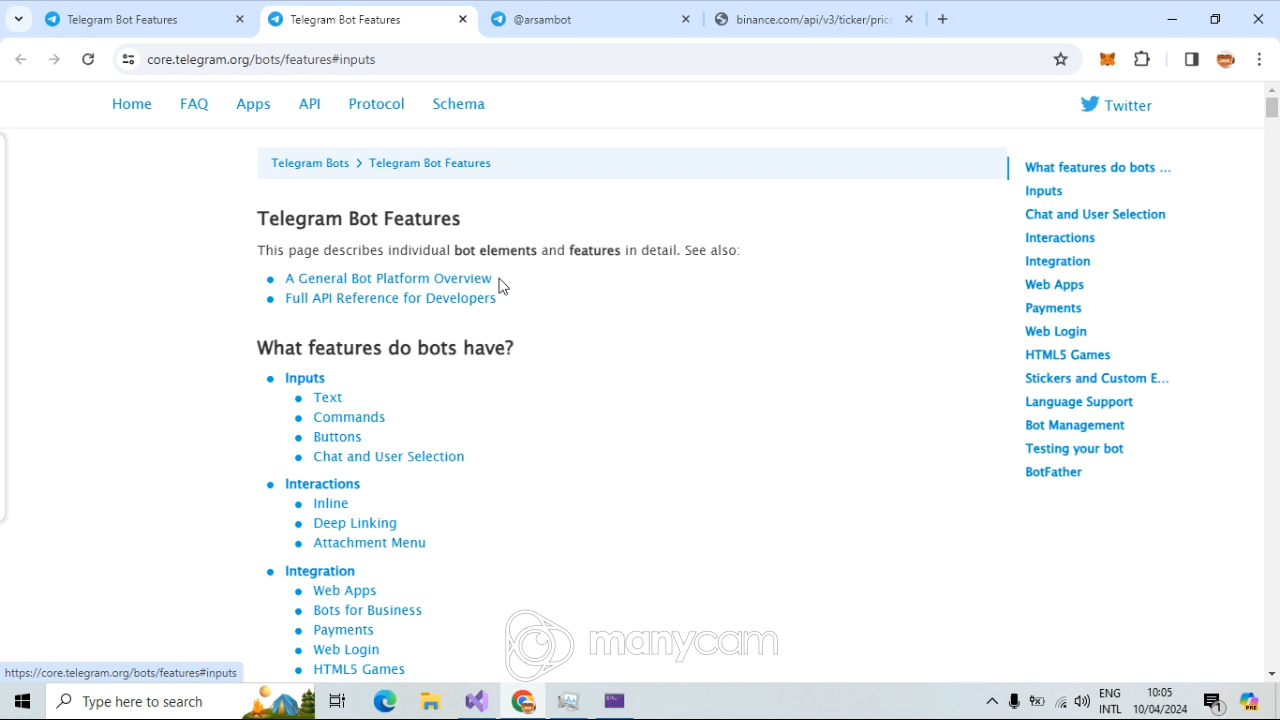 Telegram Bot Features
Telegram Bot Features
@arsambot
binance.com/api/v3/ticker/price
core.telegram.org/bots/features#inputs
Home
FAQ
Apps
API
Protocol
Schema
Twitter
Telegram Bots
Telegram Bot Features
Telegram Bot Features
This page describes individual bot elements and features in detail. See also:
A General Bot Platform Overview
Full API Reference for Developers
What features do bots have?
Inputs
Text
Commands
Buttons
Chat and User Selection
Interactions
Inline
Deep Linking
Attachment Menu
Integration
Web Apps
Bots for Business
Payments
Web Login
HTML5 Games
What features do bots ...
Inputs
Chat and User Selection
Interactions
Integration
Web Apps
Payments
Web Login
HTML5 Games
Stickers and Custom E...
Language Support
Bot Management
Testing your bot
BotFather
manycam
https://core.telegram.org/bots/features#inputs
Type here to search
ENG
INTL
10:05
10/04/2024
1